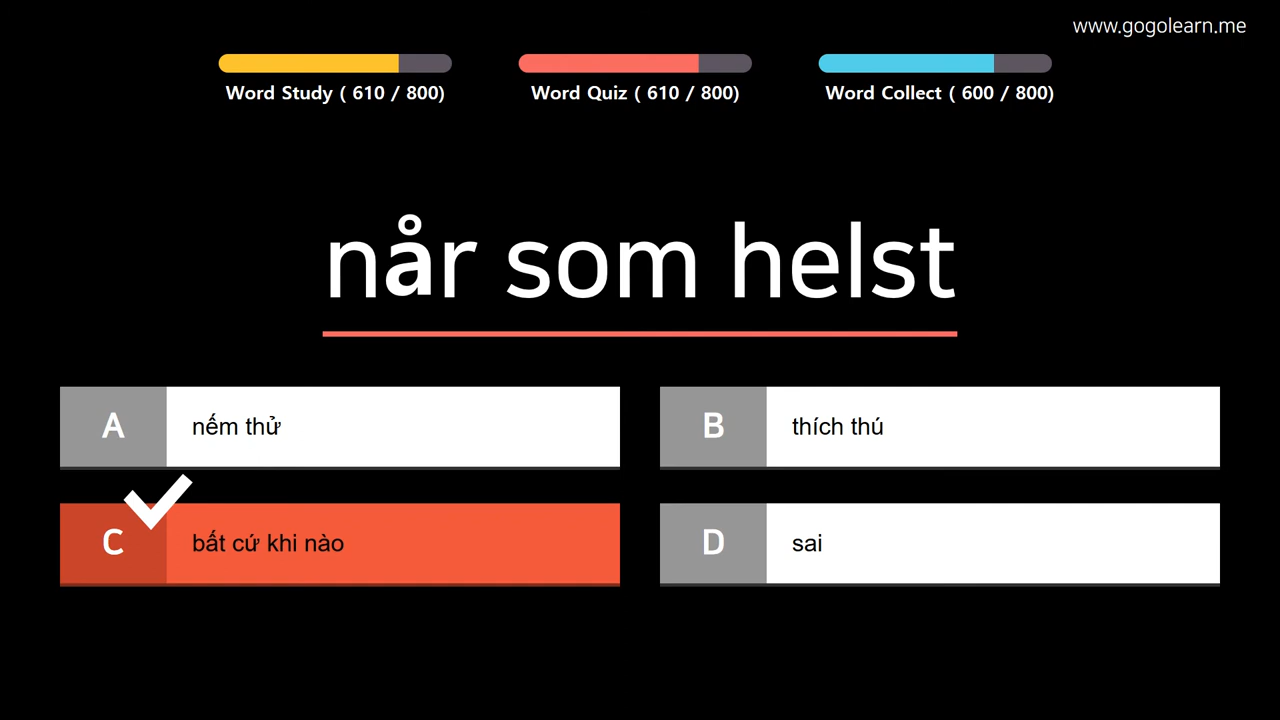 www.gogolearn.me
Word Study ( 610 / 800)
Word Quiz ( 610 / 800)
Word Collect ( 600 / 800)
når som helst
A nếm thử
B thích thú
C bất cứ khi nào
D sai